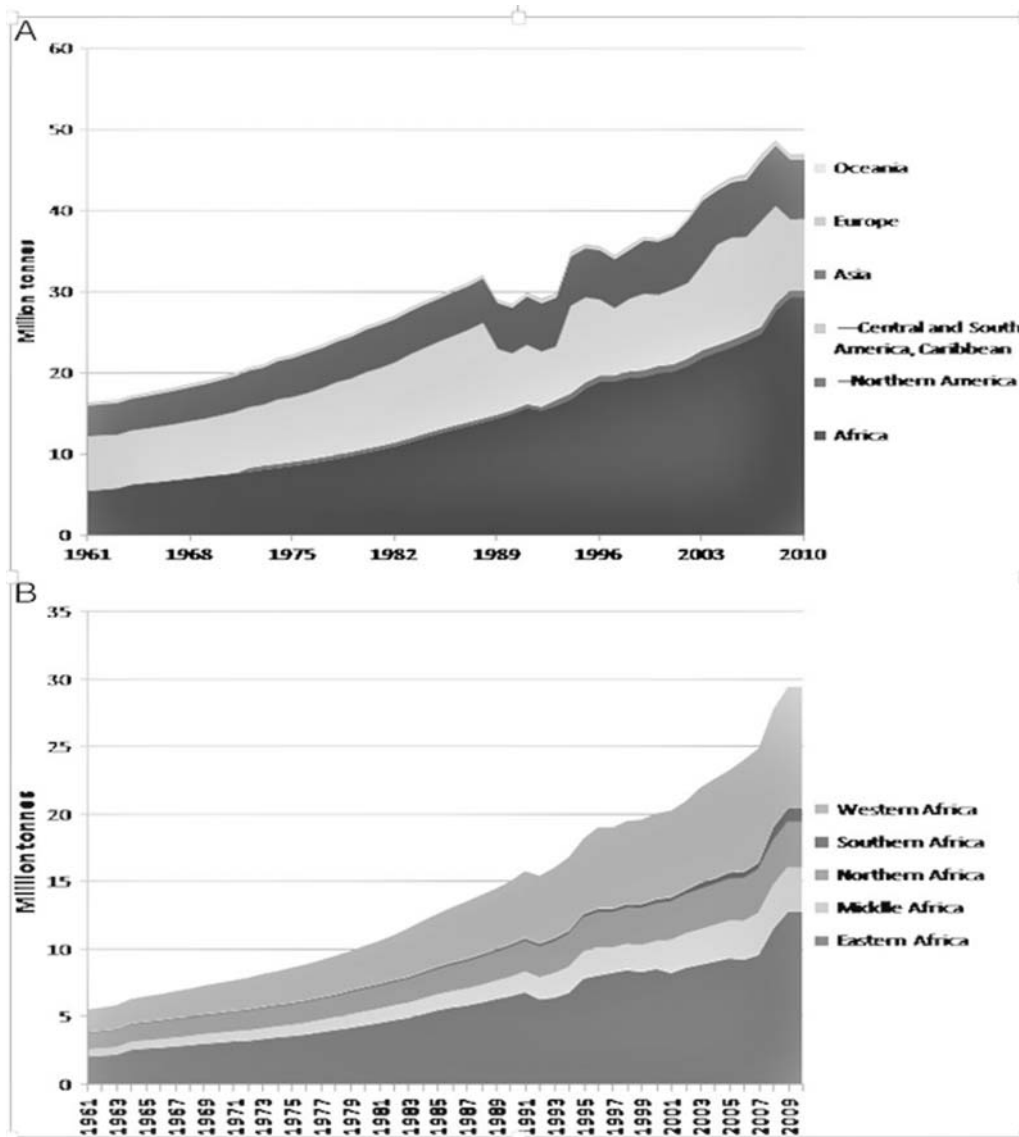 A
60
50
40
30
20
10
0
Million tonnes
1961 1968 1975 1982 1989 1996 2003 2010
Oceania
Europe
Asia
Central and South
America, Caribbean
Northern America
Africa
B
35
30
25
20
15
10
5
0
Million tonnes
1961 1963 1965 1967 1969 1971 1973 1975 1977 1979 1981 1983 1985 1987 1989 1991 1993 1995 1997 1999 2001 2003 2005 2007 2009
Western Africa
Southern Africa
Northern Africa
Middle Africa
Eastern Africa